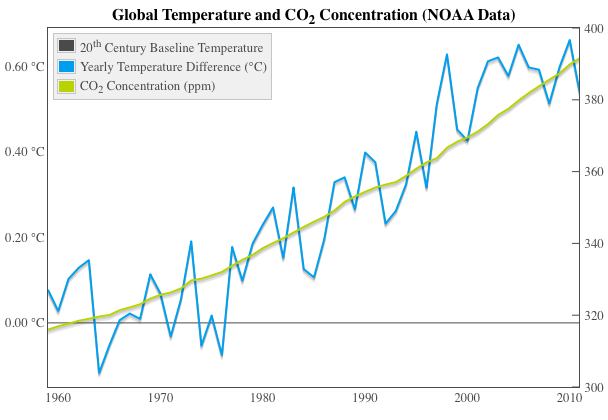 Global Temperature and CO2 Concentration (NOAA Data)
20th Century Baseline Temperature
Yearly Temperature Difference (°C)
CO2 Concentration (ppm)
0.60 °C
0.40 °C
0.20 °C
0.00 °C
400
380
360
340
320
300
1960 1970 1980 1990 2000 2010